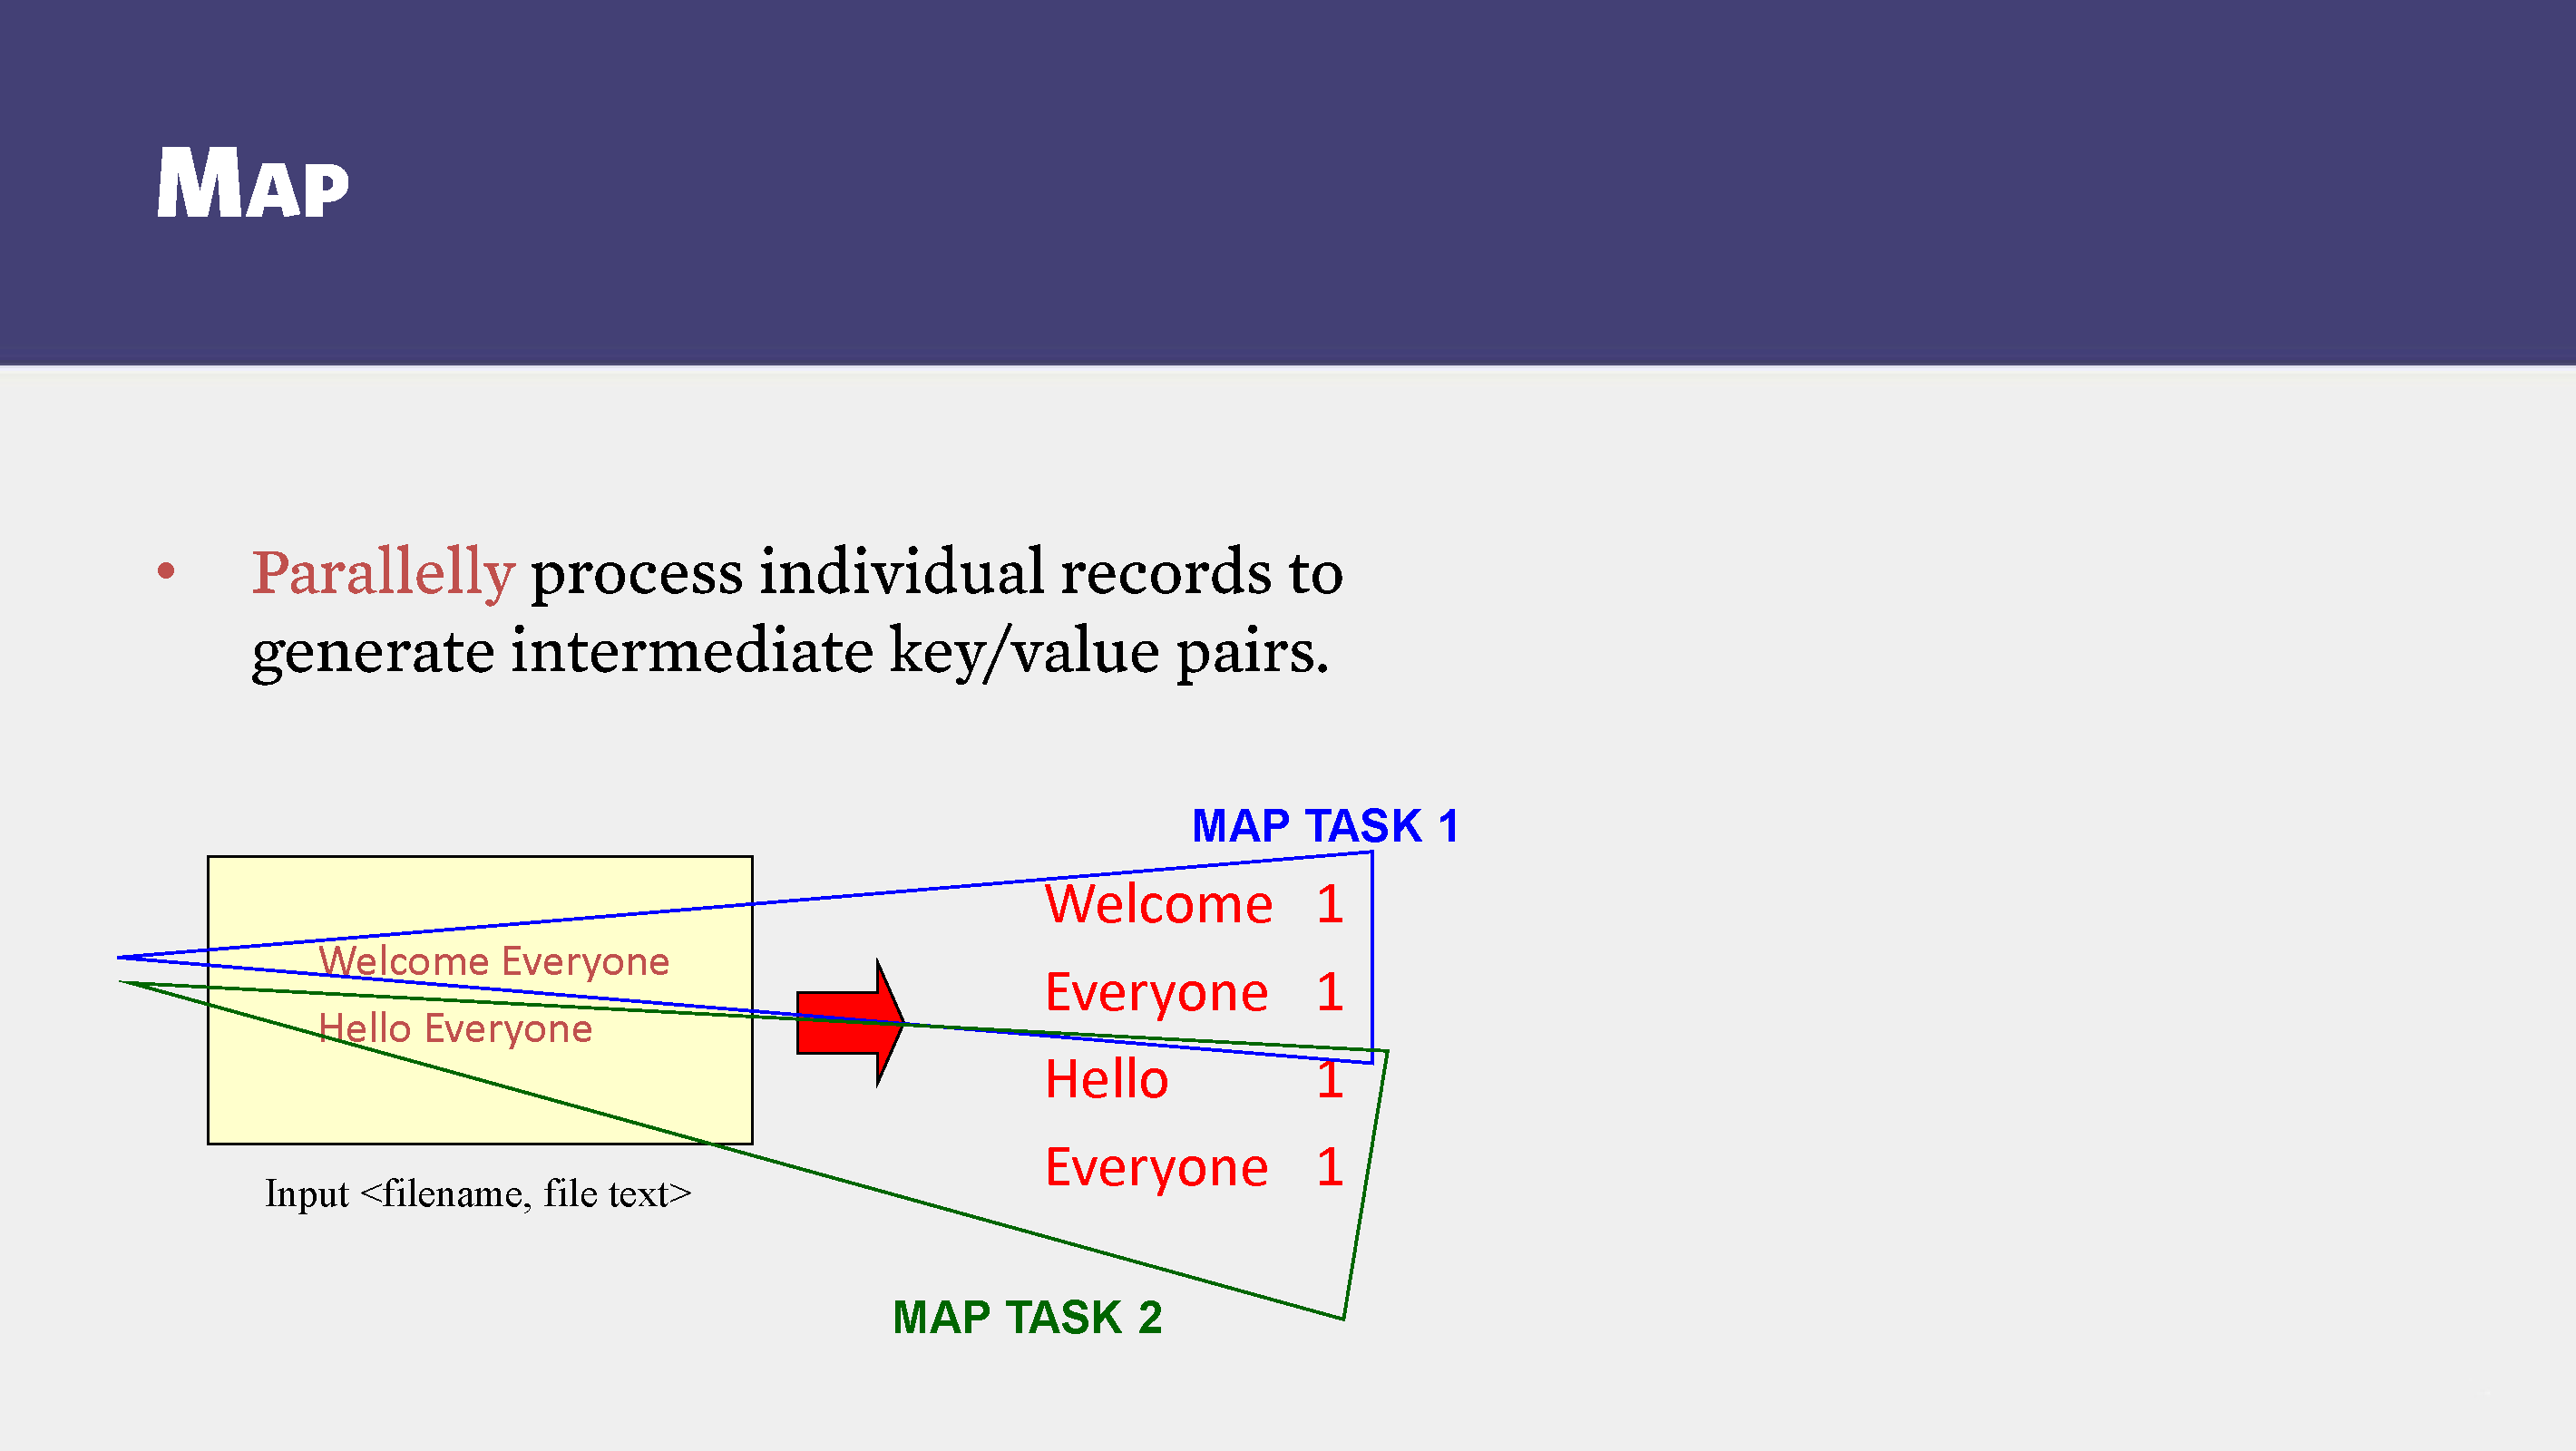 MAP
• Parallelly process individual records to
generate intermediate key/value pairs.
MAP TASK 1
Welcome Everyone
Hello Everyone
Input <filename, file text>
Welcome 1
Everyone 1
Hello 1
Everyone 1
MAP TASK 2